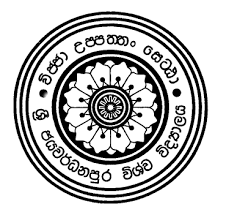 විජ්ජා උප්පතතං සෙට්ඨා
ශ්‍රී ජයවර්ධනපුර විශ්ව විද්‍යාලය